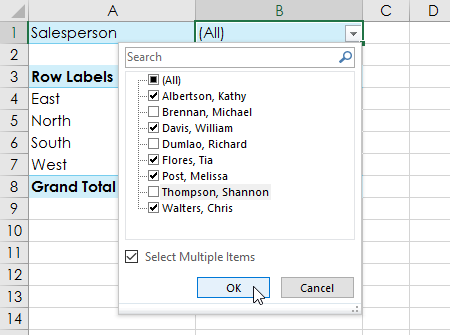 A B C D
1 Salesperson (All)
2 Search
3 Row Labels (All)
4 East Albertson, Kathy
Brennan, Michael
5 North Davis, William
6 South Dumlao, Richard
7 West Flores, Tia
8 Grand Total Post, Melissa
Thompson, Shannon
9 Walters, Chris
10
11 Select Multiple Items
12
13 OK Cancel
14